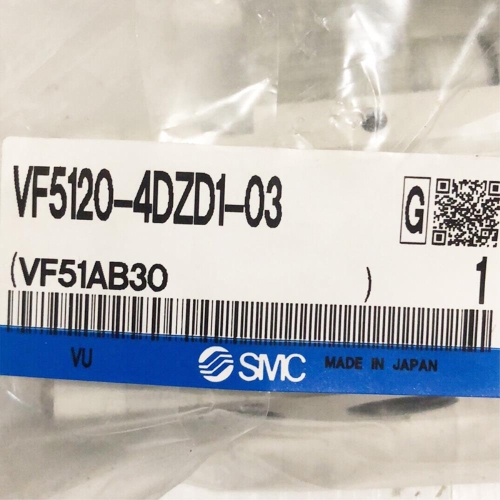 VF5120-4DZD1-03
G
(VF51AB30 ) 1
VU SMC MADE IN JAPAN